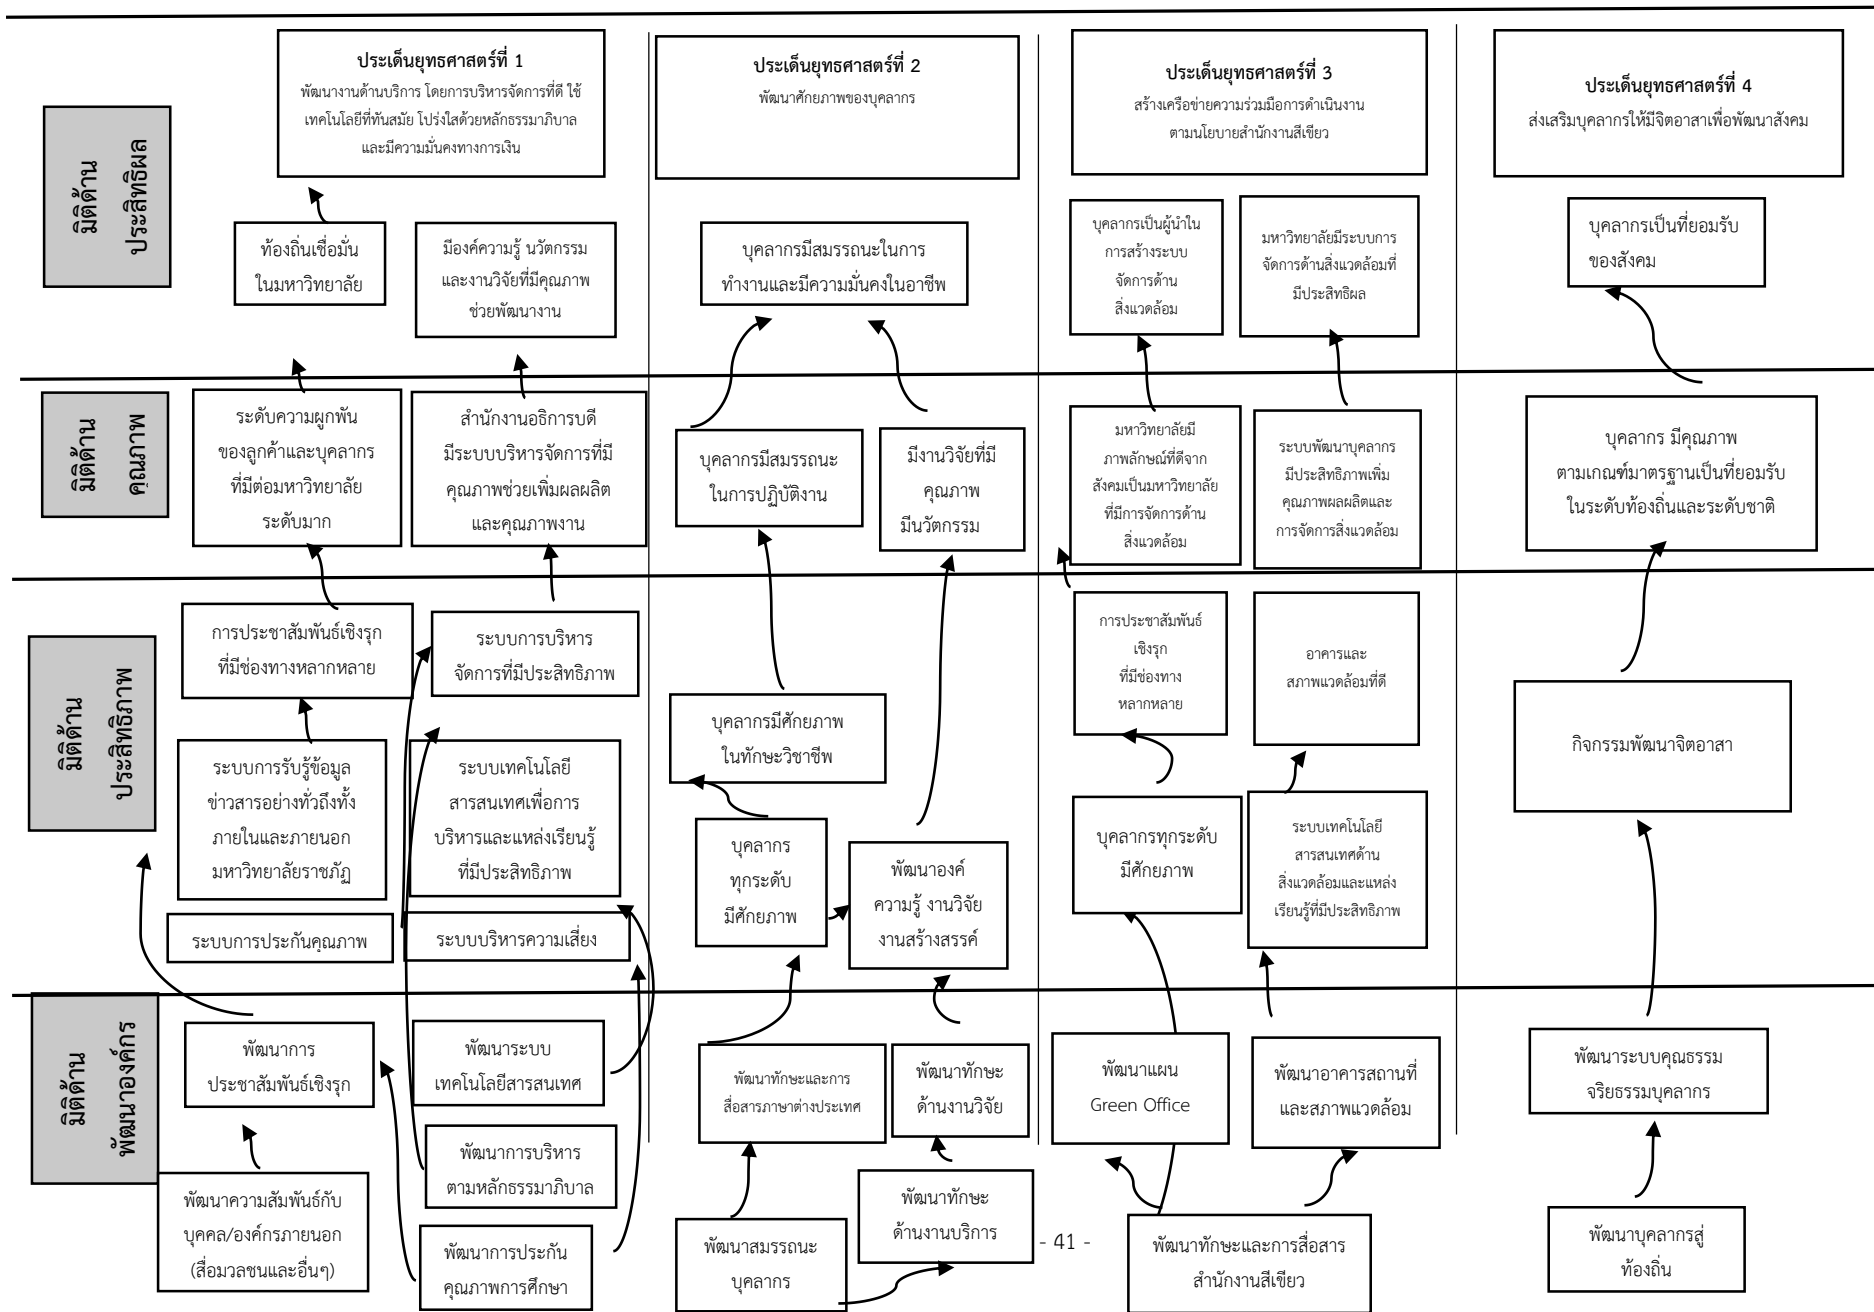 ประเด็นยุทธศาสตร์ที่ 1
พัฒนางานด้านบริการ โดยการบริหารจัดการที่ดี ใช้
เทคโนโลยีที่ทันสมัย โปร่งใสด้วยหลักธรรมาภิบาล
และมีความมั่นคงทางการเงิน
ประเด็นยุทธศาสตร์ที่ 2
พัฒนาศักยภาพของบุคลากร
ประเด็นยุทธศาสตร์ที่ 3
สร้างเครือข่ายความร่วมมือการดำเนินงาน
ตามนโยบายสำนักงานสีเขียว
ประเด็นยุทธศาสตร์ที่ 4
ส่งเสริมบุคลากรให้มีจิตอาสาเพื่อพัฒนาสังคม
มิติด้าน
ประสิทธิผล
ท้องถิ่นเชื่อมั่น
ในมหาวิทยาลัย
มีองค์ความรู้ นวัตกรรม
และงานวิจัยที่มีคุณภาพ
ช่วยพัฒนางาน
บุคลากรมีสมรรถนะในการ
ทำงานและมีความมั่นคงในอาชีพ
บุคลากรเป็นผู้นำใน
การสร้างระบบ
จัดการด้าน
สิ่งแวดล้อม
มหาวิทยาลัยมีระบบการ
จัดการด้านสิ่งแวดล้อมที่
มีประสิทธิผล
บุคลากรเป็นที่ยอมรับ
ของสังคม
มิติด้าน
คุณภาพ
ระดับความผูกพัน
ของลูกค้าและบุคลากร
ที่มีต่อมหาวิทยาลัย
ระดับมาก
สำนักงานอธิการบดี
มีระบบบริหารจัดการที่มี
คุณภาพช่วยเพิ่มผลผลิต
และคุณภาพงาน
บุคลากรมีสมรรถนะ
ในการปฏิบัติงาน
มีงานวิจัยที่มี
คุณภาพ
มีนวัตกรรม
มหาวิทยาลัยมี
ภาพลักษณ์ที่ดีจาก
สังคมเป็นมหาวิทยาลัย
ที่มีการจัดการด้าน
สิ่งแวดล้อม
ระบบพัฒนาบุคลากร
มีประสิทธิภาพเพิ่ม
คุณภาพผลผลิตและ
การจัดการสิ่งแวดล้อม
บุคลากร มีคุณภาพ
ตามเกณฑ์มาตรฐานเป็นที่ยอมรับ
ในระดับท้องถิ่นและระดับชาติ
มิติด้าน
ประสิทธิภาพ
การประชาสัมพันธ์เชิงรุก
ที่มีช่องทางหลากหลาย
ระบบการบริหาร
จัดการที่มีประสิทธิภาพ
บุคลากรมีศักยภาพ
ในทักษะวิชาชีพ
การประชาสัมพันธ์
เชิงรุก
ที่มีช่องทาง
หลากหลาย
อาคารและ
สภาพแวดล้อมที่ดี
กิจกรรมพัฒนาจิตอาสา
ระบบการรับรู้ข้อมูล
ข่าวสารอย่างทั่วถึงทั้ง
ภายในและภายนอก
มหาวิทยาลัยราชภัฏ
ระบบเทคโนโลยี
สารสนเทศเพื่อการ
บริหารและแหล่งเรียนรู้
ที่มีประสิทธิภาพ
บุคลากร
ทุกระดับ
มีศักยภาพ
พัฒนาองค์
ความรู้ งานวิจัย
งานสร้างสรรค์
บุคลากรทุกระดับ
มีศักยภาพ
ระบบเทคโนโลยี
สารสนเทศด้าน
สิ่งแวดล้อมและแหล่ง
เรียนรู้ที่มีประสิทธิภาพ
ระบบการประกันคุณภาพ
ระบบบริหารความเสี่ยง
มิติด้าน
พัฒนาองค์กร
พัฒนาการ
ประชาสัมพันธ์เชิงรุก
พัฒนาระบบ
เทคโนโลยีสารสนเทศ
พัฒนาทักษะและการ
สื่อสารภาษาต่างประเทศ
พัฒนาทักษะ
ด้านงานวิจัย
พัฒนาแผน
Green Office
พัฒนาอาคารสถานที่
และสภาพแวดล้อม
พัฒนาระบบคุณธรรม
จริยธรรมบุคลากร
พัฒนาการบริหาร
ตามหลักธรรมาภิบาล
พัฒนาความสัมพันธ์กับ
บุคคล/องค์กรภายนอก
(สื่อมวลชนและอื่นๆ)
พัฒนาการประกัน
คุณภาพการศึกษา
พัฒนาสมรรถนะ
บุคลากร
พัฒนาทักษะ
ด้านงานบริการ
- 41 -
พัฒนาทักษะและการสื่อสาร
สำนักงานสีเขียว
พัฒนาบุคลากรสู่
ท้องถิ่น